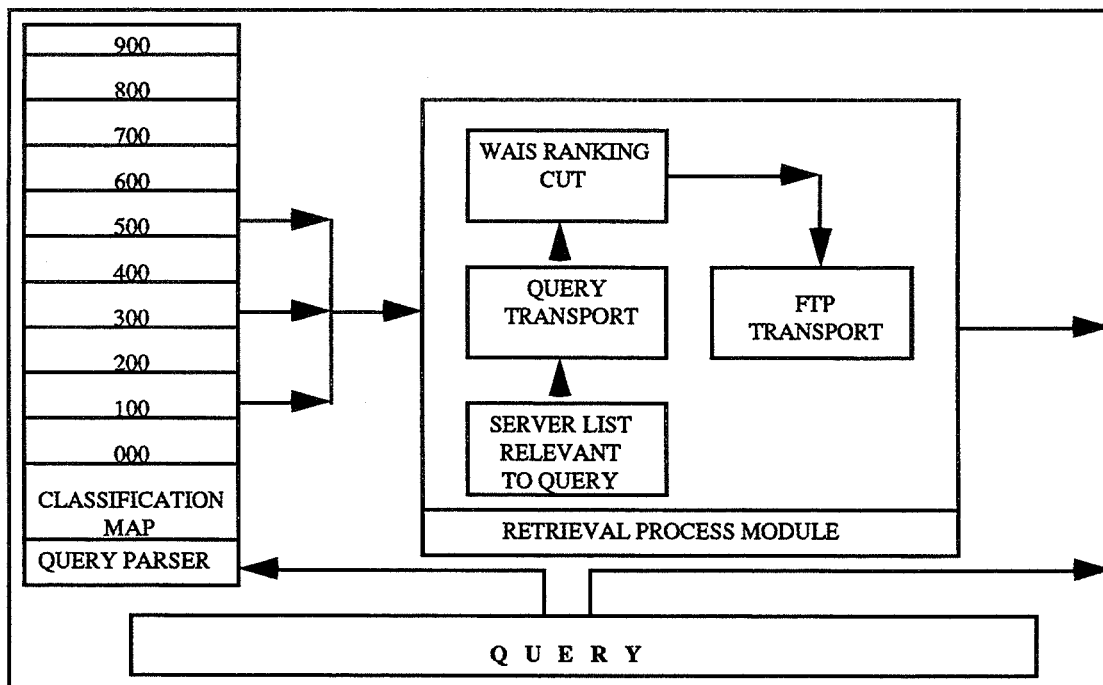 900
800
700
600
500
400
300
200
100
000
CLASSIFICATION
MAP
QUERY PARSER
WAIS RANKING
CUT
QUERY
TRANSPORT
SERVER LIST
RELEVANT
TO QUERY
FTP
TRANSPORT
RETRIEVAL PROCESS MODULE
Q U E R Y